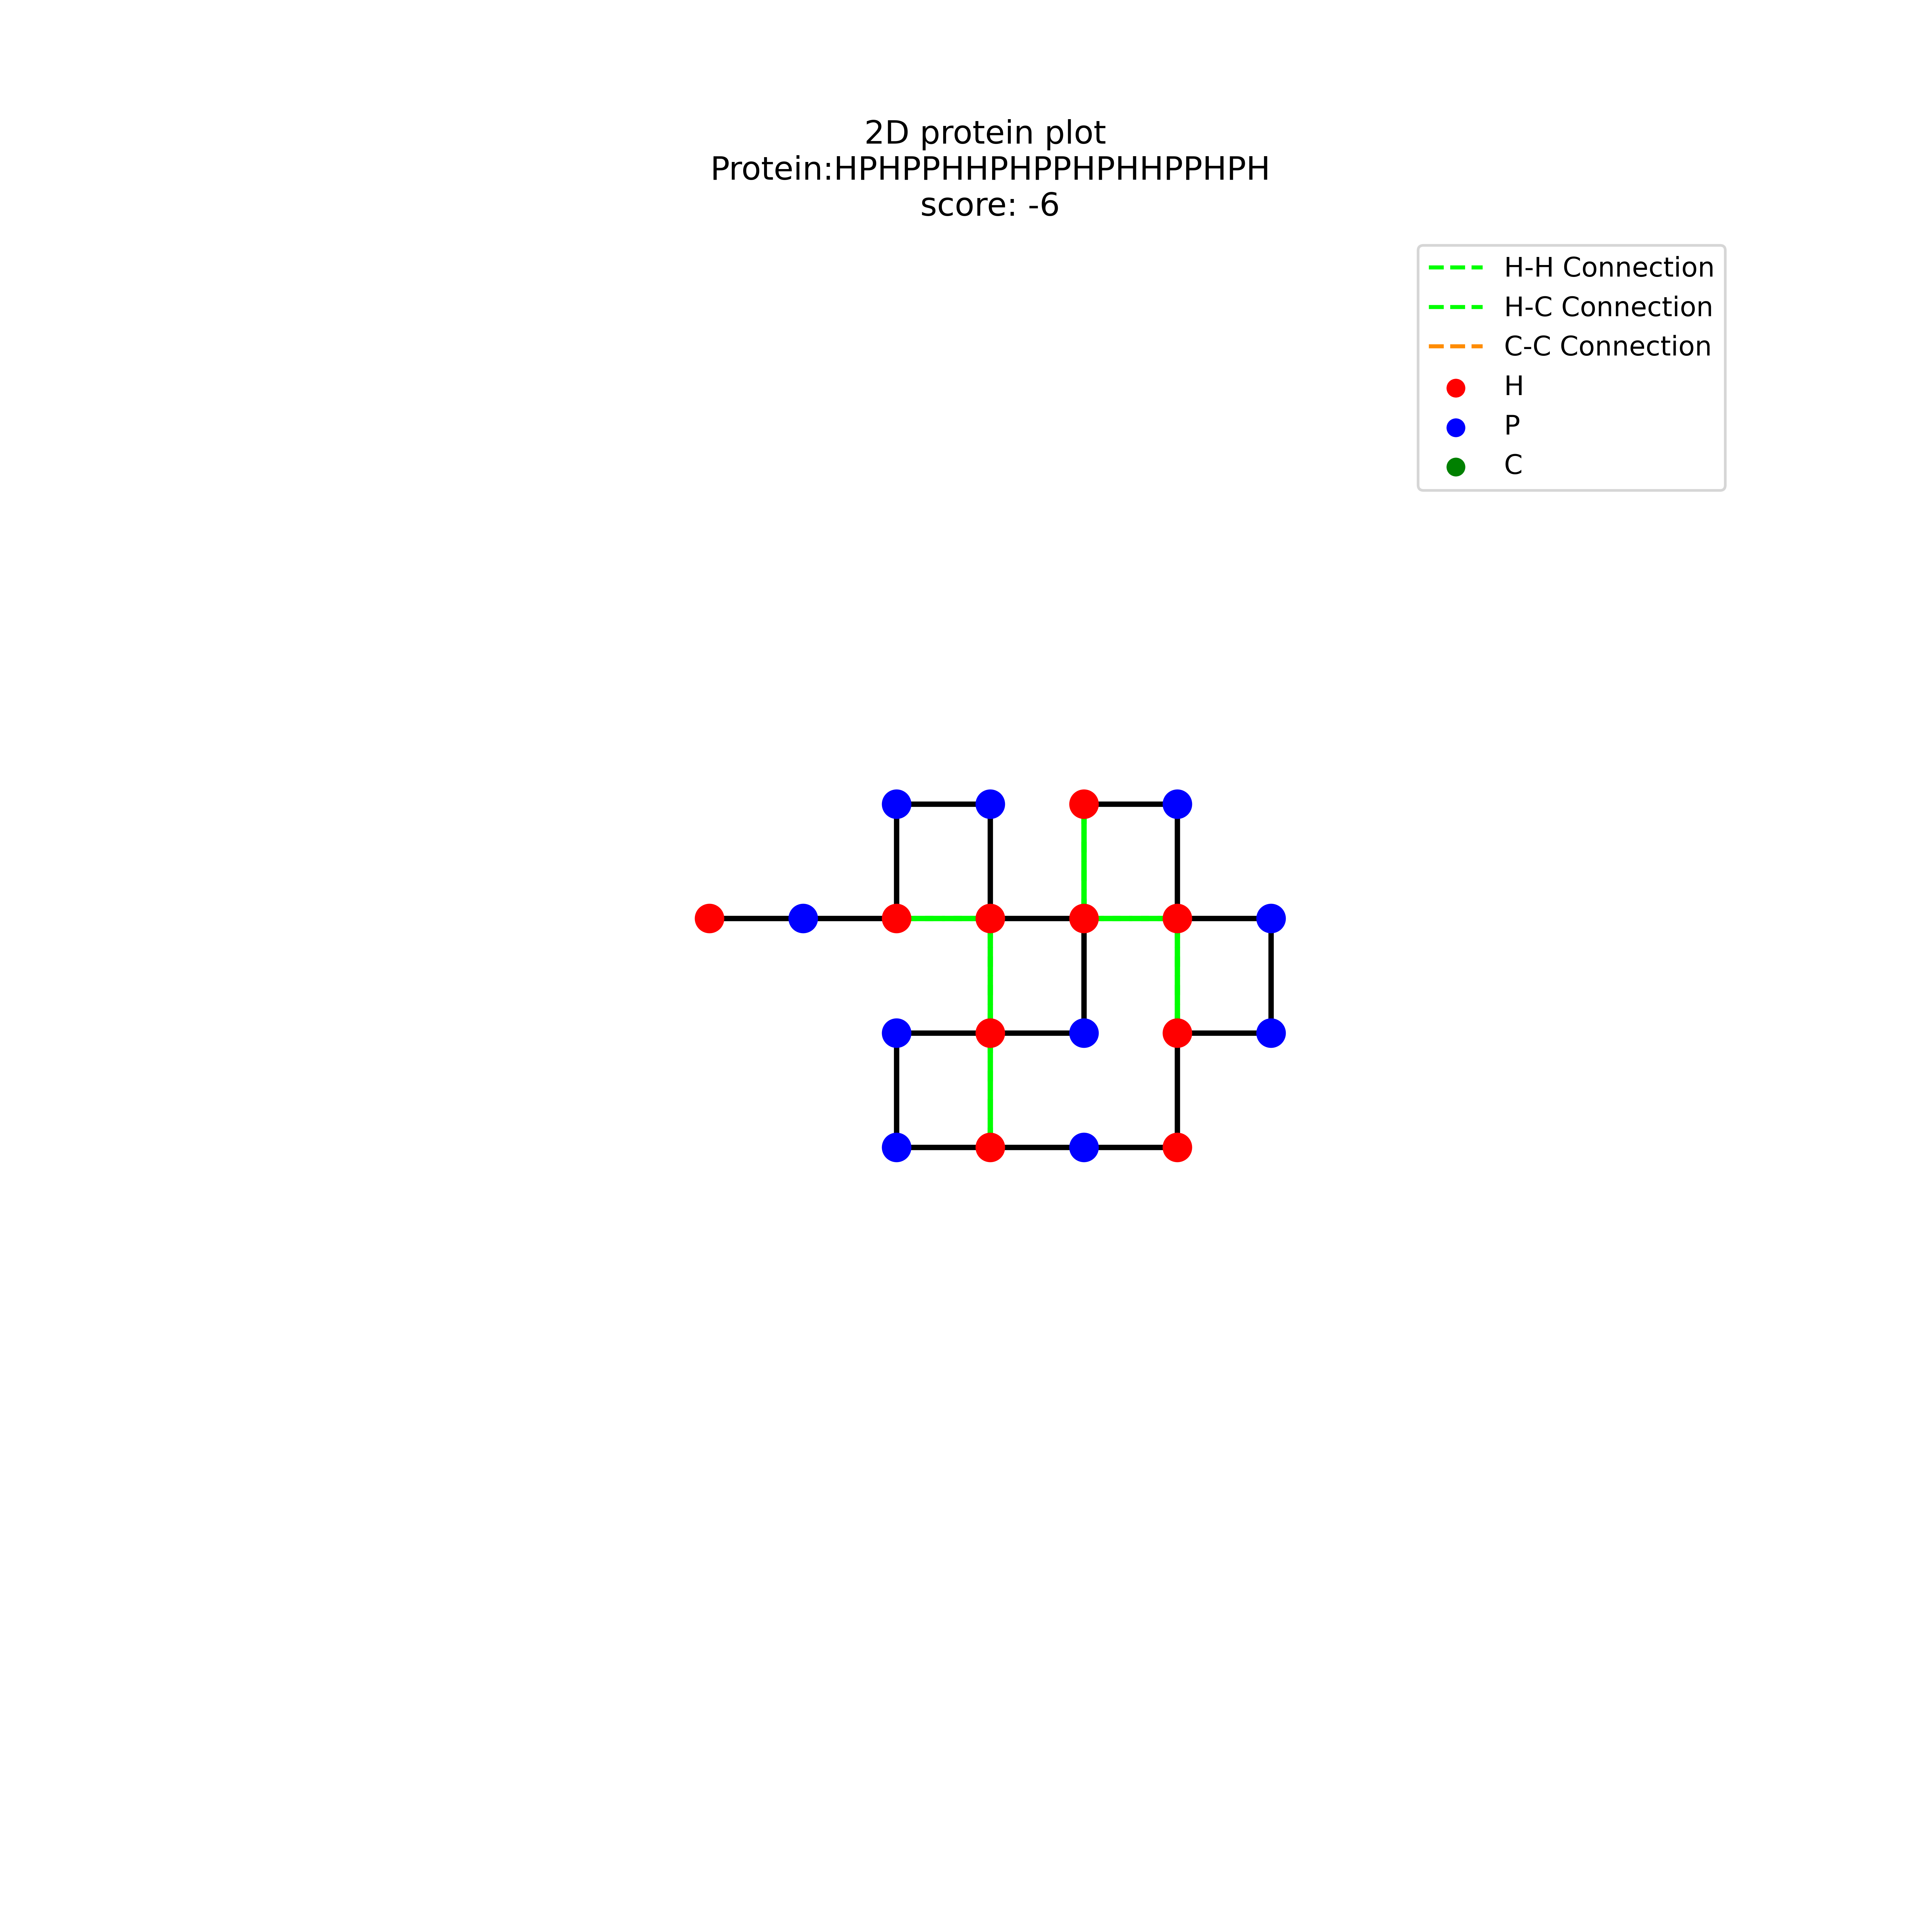 2D protein plot
Protein:HPHPPHHPHPPHPHHPPHPH
score: -6
H-H Connection
H-C Connection
C-C Connection
H
P
C